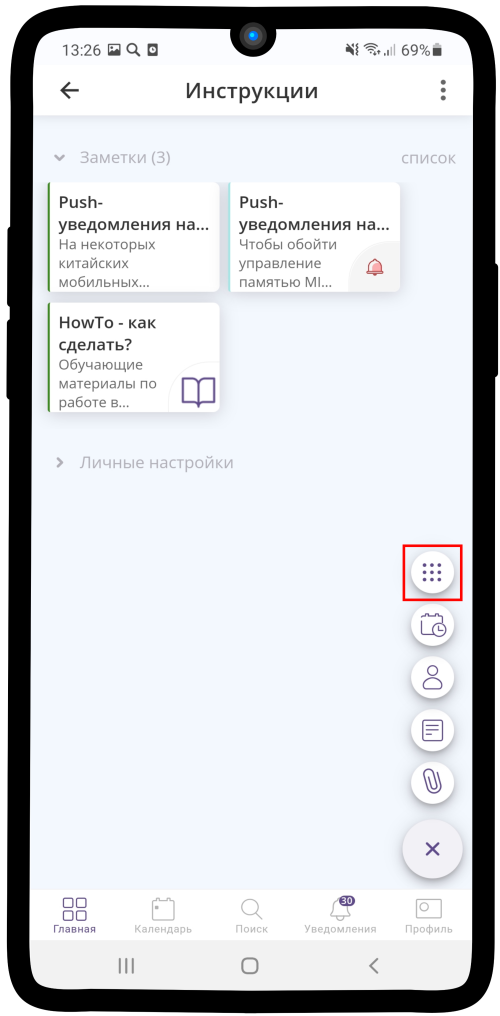 13:26 69%
Инструкции
Заметки (3) список
Push-
уведомления на...
На некоторых
китайских
мобильных...
Push-
уведомления на...
Чтобы обойти
управление
памятью MI...
HowTo - как
сделать?
Обучающие
материалы по
работе в...
Личные настройки
30
Главная Календарь Поиск Уведомления Профиль